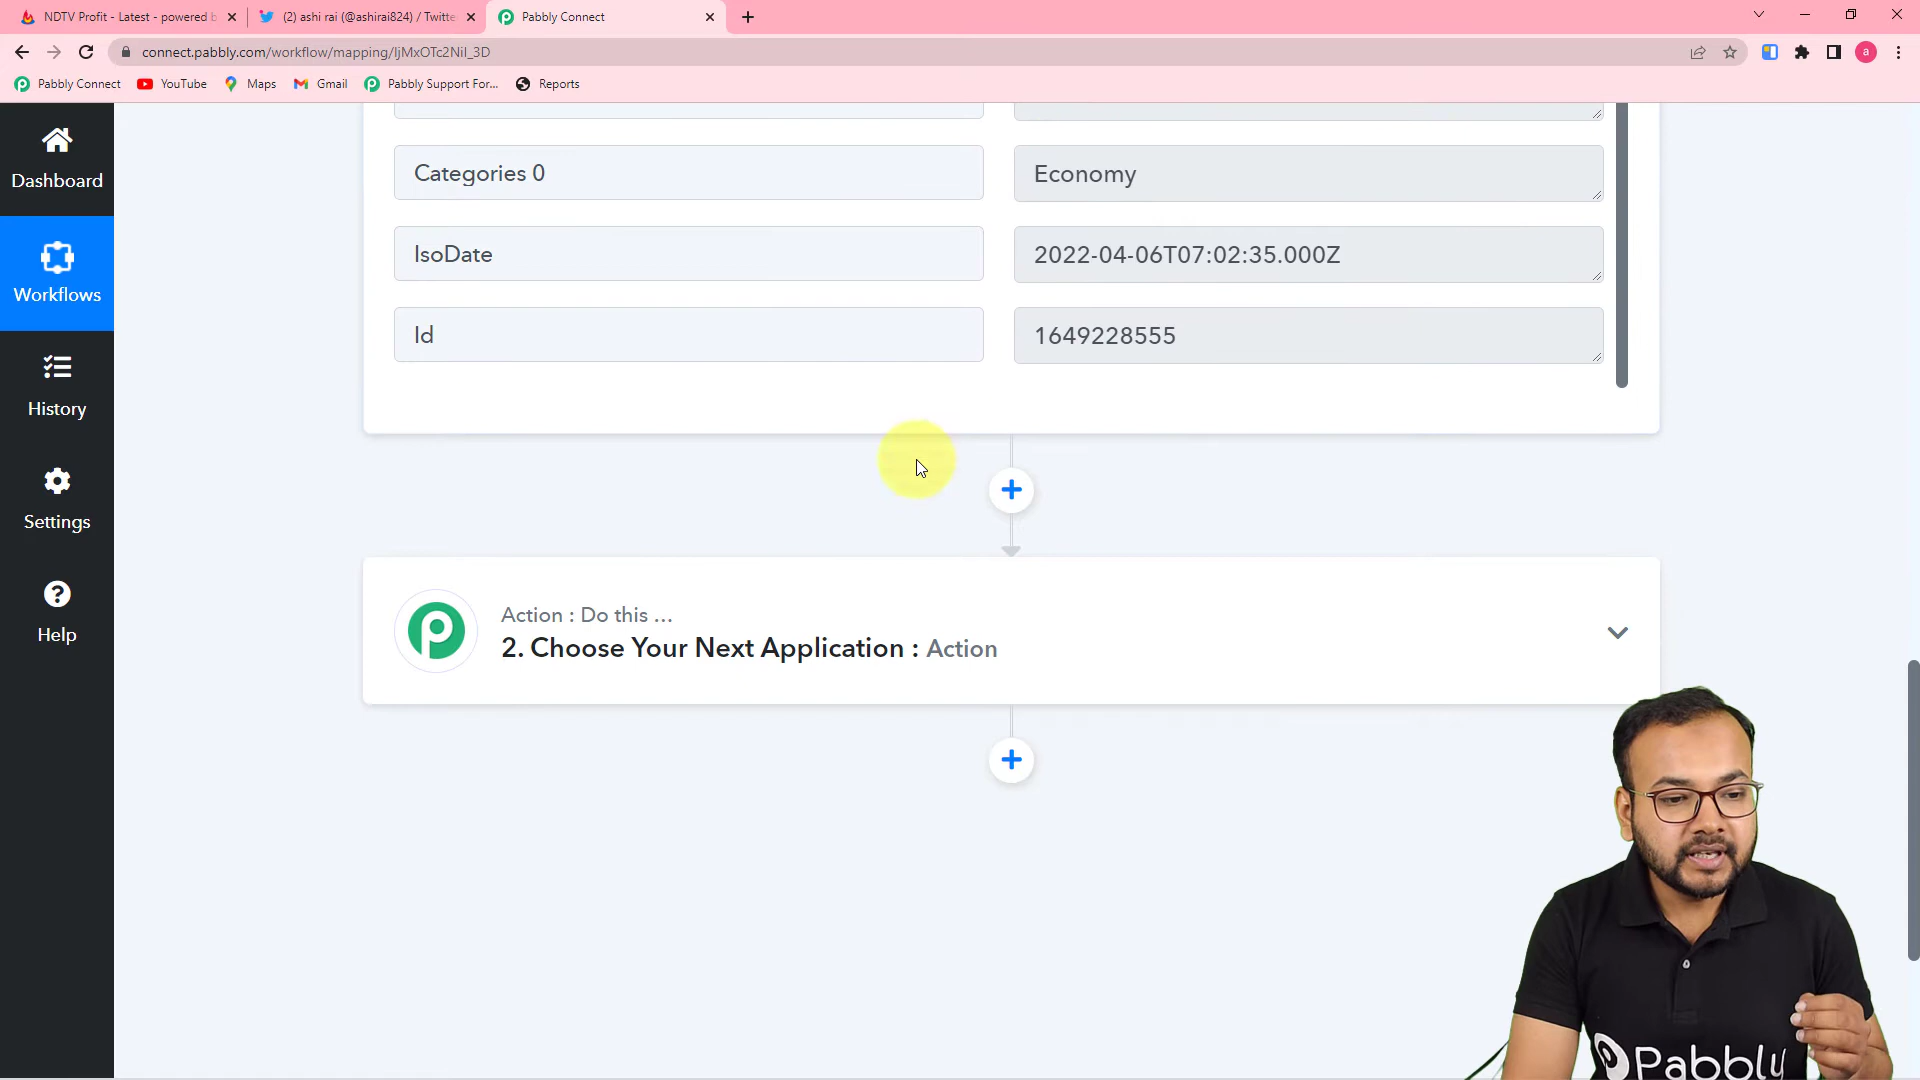 NDTV Profit - Latest - powered b
(2) ashi rai (@ashirai824) / Twitte
Pabbly Connect
connect.pabbly.com/workflow/mapping/IjMxOTc2NiI_3D
a
Pabbly Connect
YouTube
Maps
Gmail
Pabbly Support For...
Reports
Dashboard
Workflows
History
Settings
Help
Categories 0
Economy
IsoDate
2022-04-06T07:02:35.000Z
Id
1649228555
Action : Do this ...
2. Choose Your Next Application : Action
Pabbly